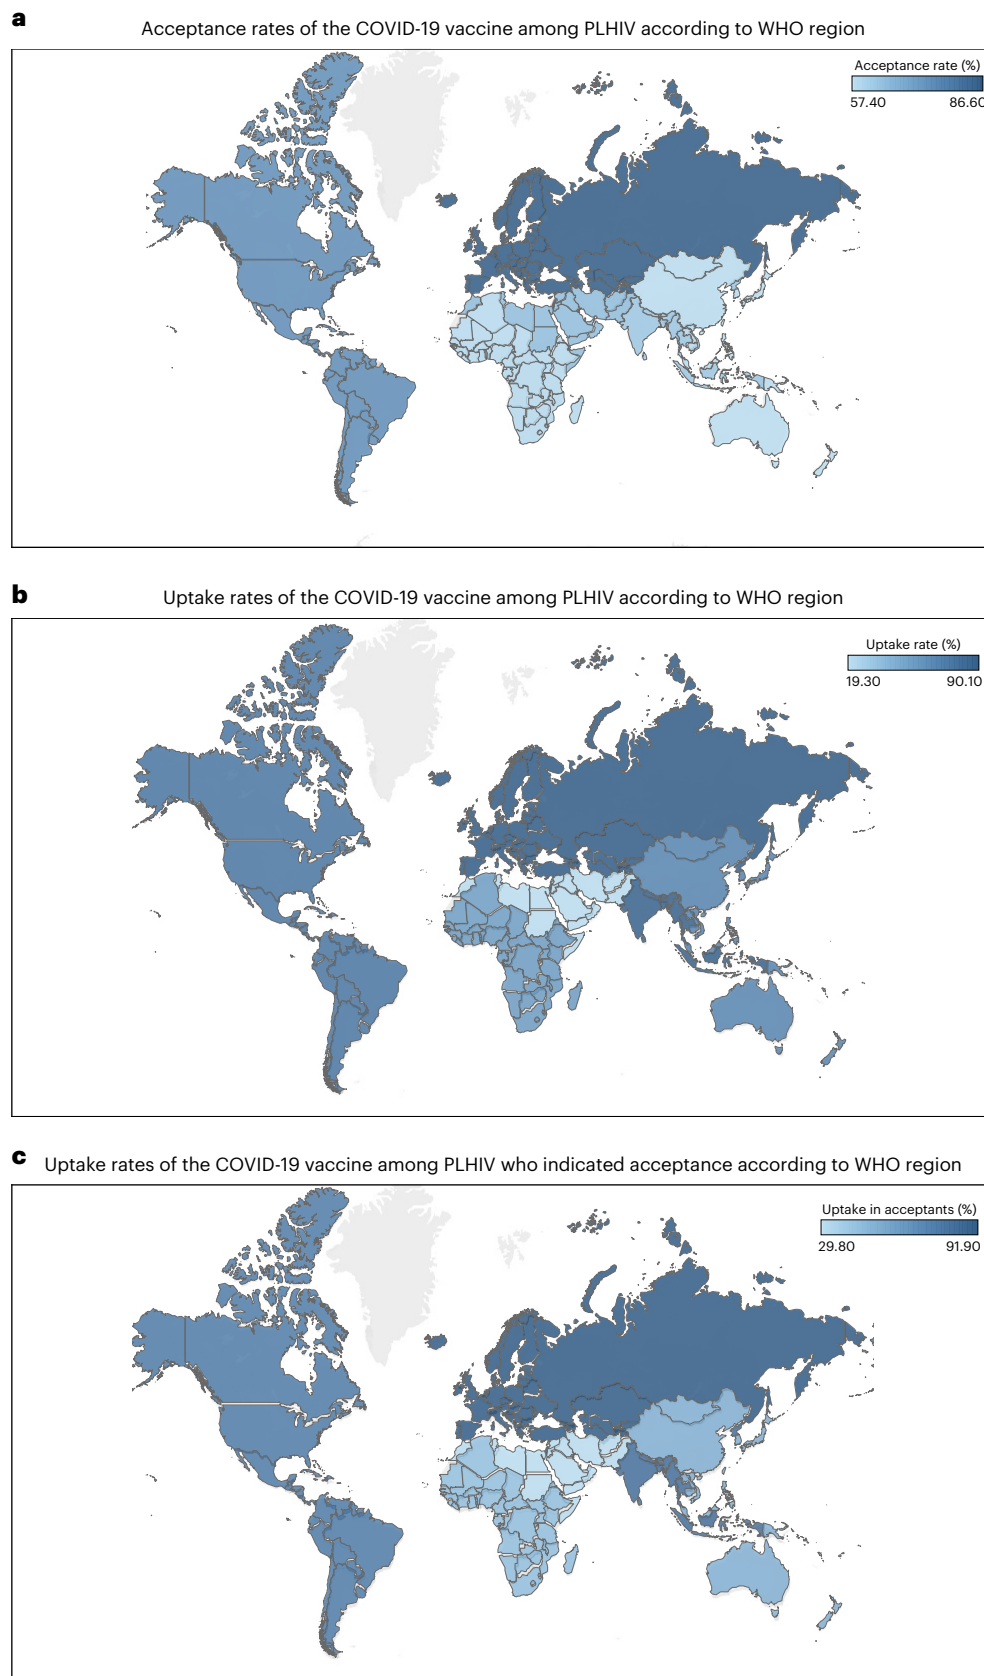 a
Acceptance rates of the COVID-19 vaccine among PLHIV according to WHO region
Acceptance rate (%)
57.40 86.60
b
Uptake rates of the COVID-19 vaccine among PLHIV according to WHO region
Uptake rate (%)
19.30 90.10
c
Uptake rates of the COVID-19 vaccine among PLHIV who indicated acceptance according to WHO region
Uptake in acceptants (%)
29.80 91.90